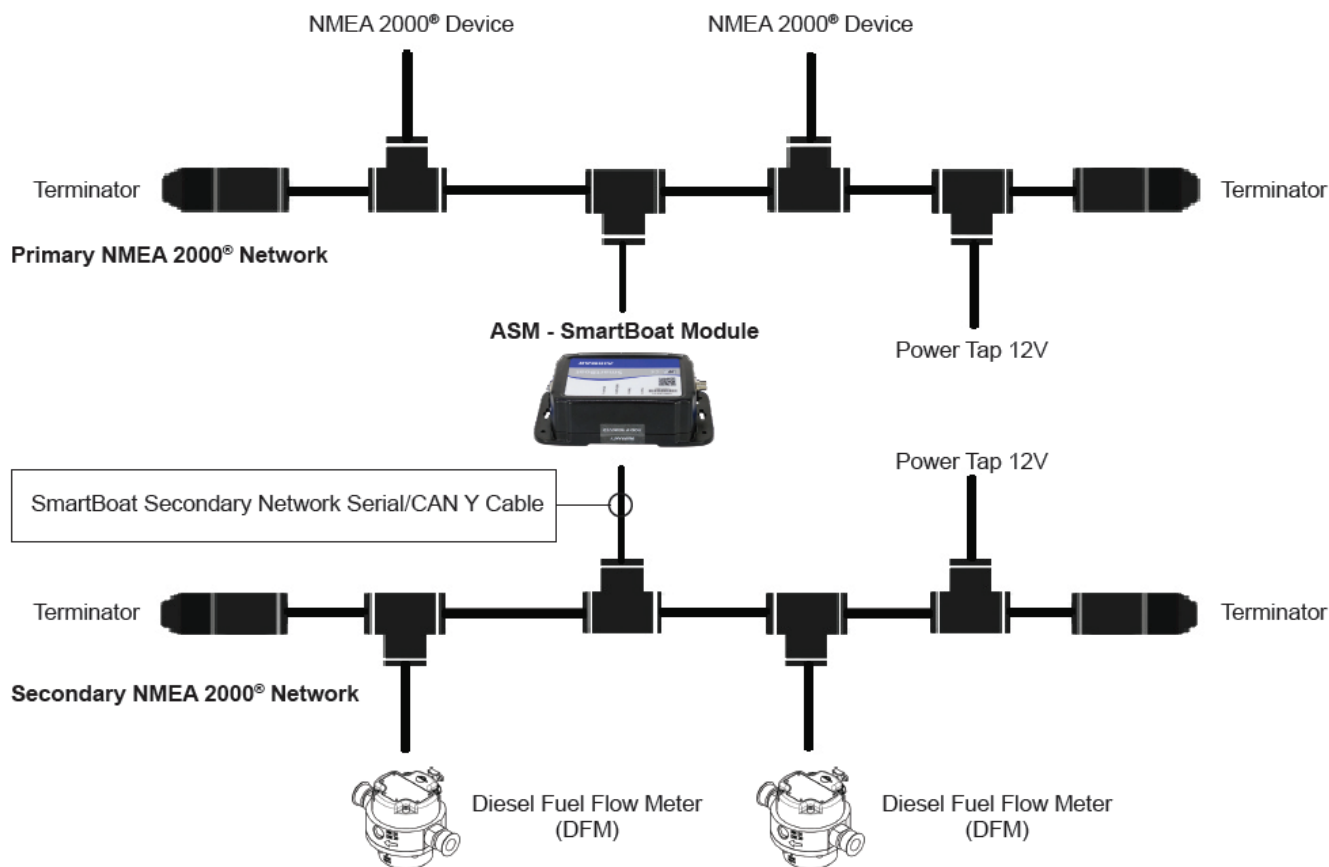 NMEA 2000® Device
NMEA 2000® Device
Terminator
Terminator
Primary NMEA 2000® Network
ASM - SmartBoat Module
Power Tap 12V
Power Tap 12V
SmartBoat Secondary Network Serial/CAN Y Cable
Terminator
Terminator
Secondary NMEA 2000® Network
Diesel Fuel Flow Meter
(DFM)
Diesel Fuel Flow Meter
(DFM)